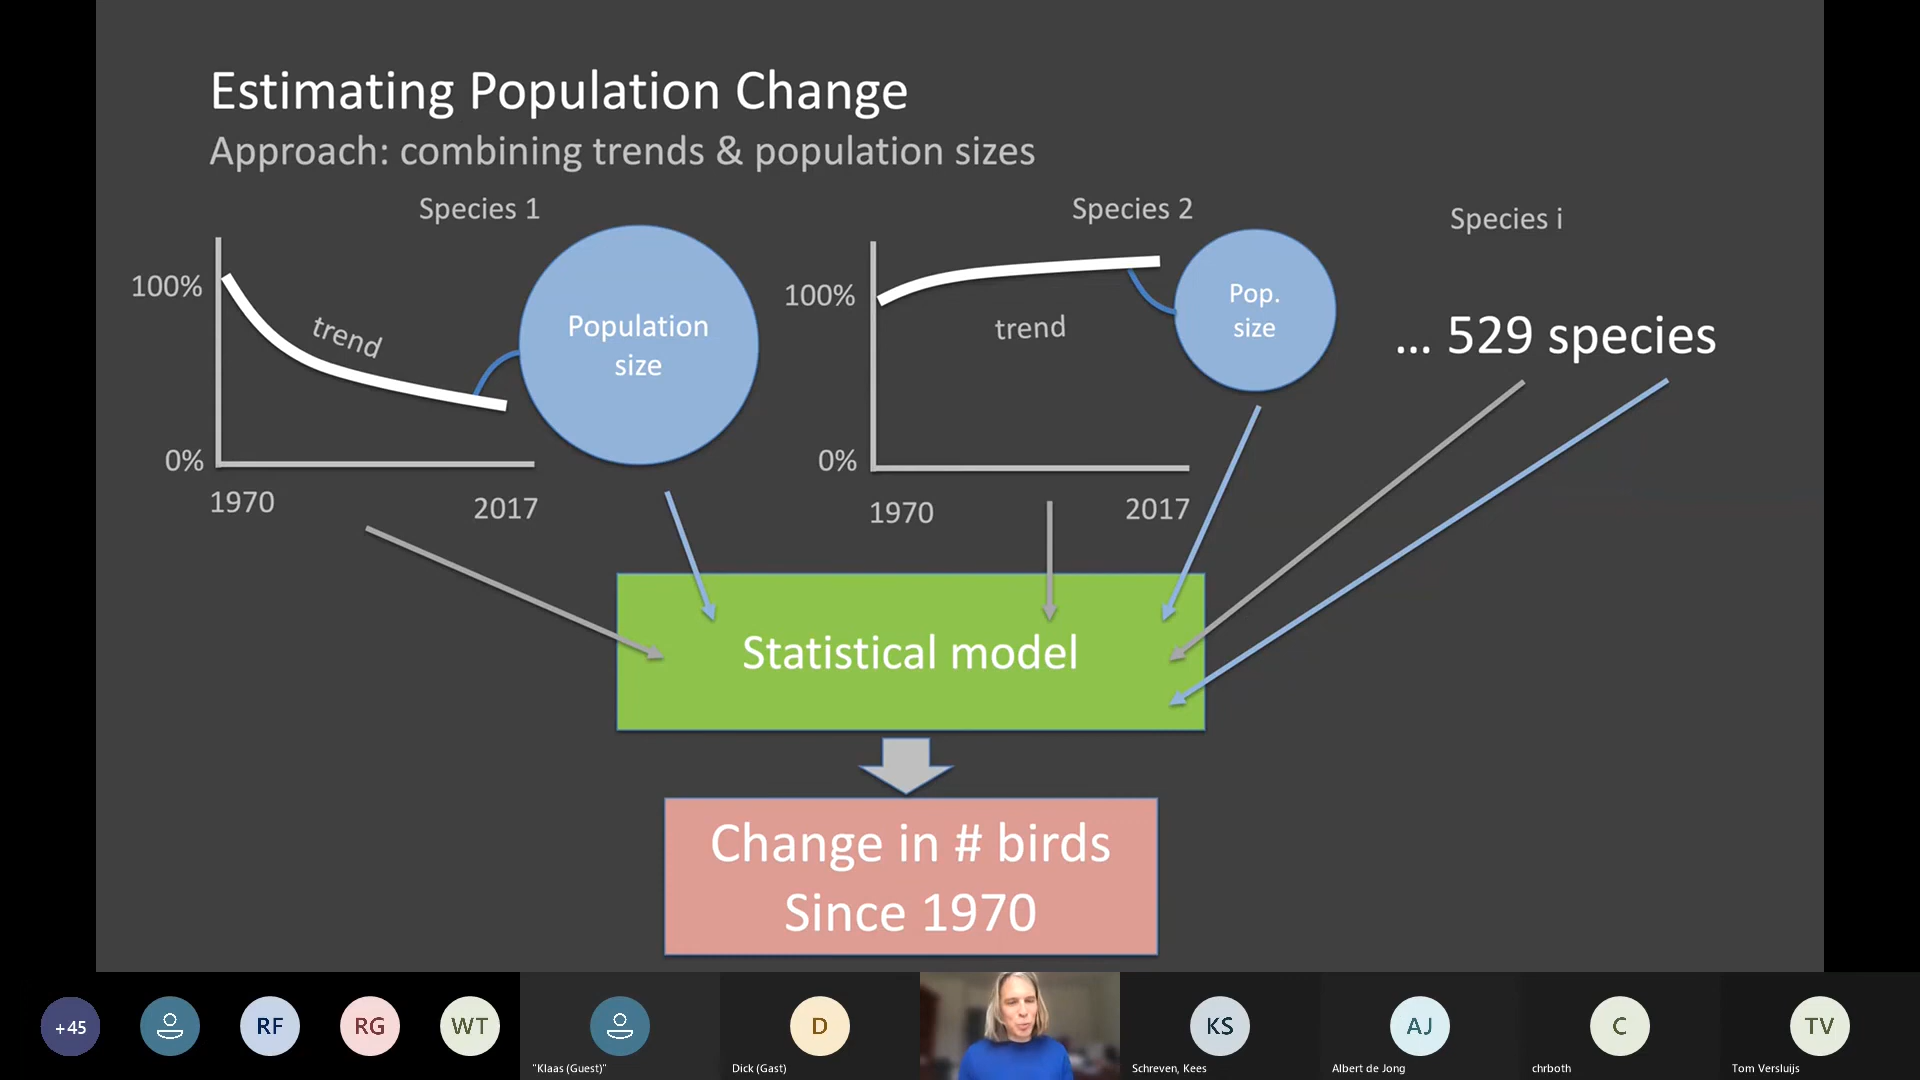 Estimating Population Change
Approach: combining trends & population sizes
Species 1
Species 2
Species i
100%
trend
0%
1970
2017
Population
size
100%
trend
0%
1970
2017
Pop.
size
... 529 species
Statistical model
Change in # birds
Since 1970
+45
RF
RG
WT
"Klaas (Guest)"
D
Dick (Gast)
KS
Schreven, Kees
AJ
Albert de Jong
C
chrboth
TV
Tom Versluijs